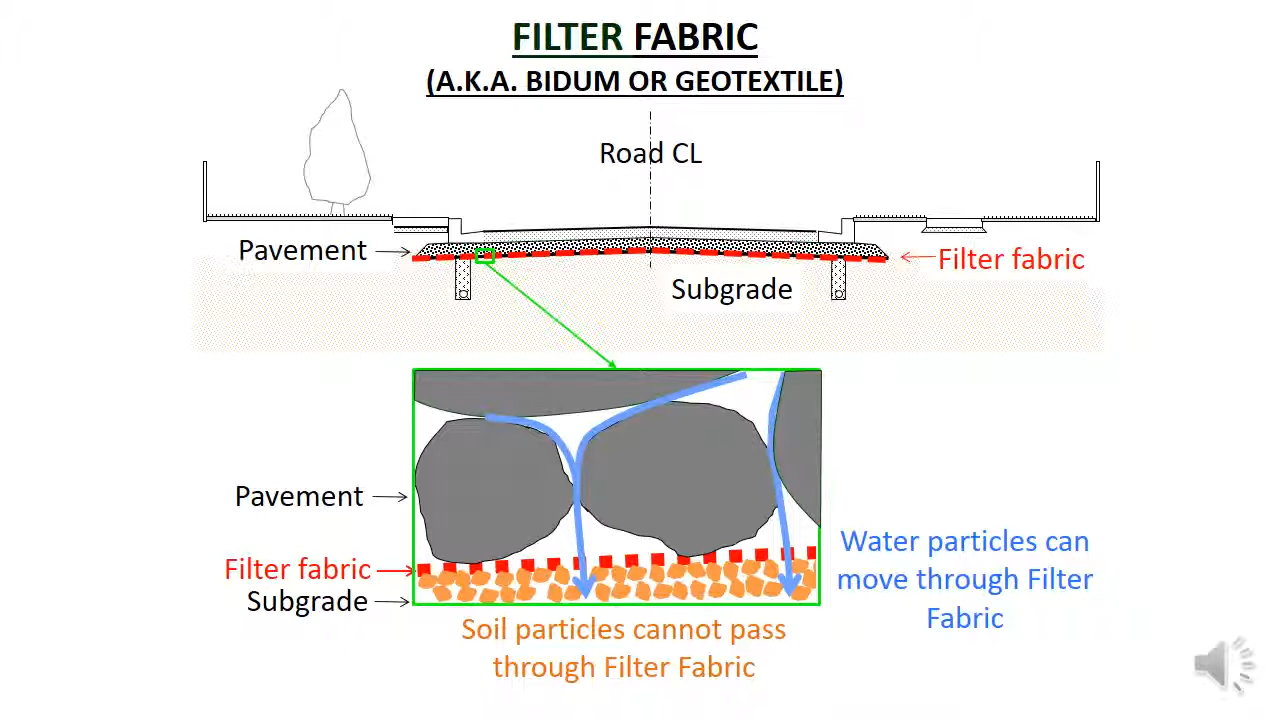 FILTER FABRIC
(A.K.A. BIDUM OR GEOTEXTILE)
Road CL
Pavement
Filter fabric
Subgrade
Pavement
Filter fabric
Subgrade
Water particles can
move through Filter
Fabric
Soil particles cannot pass
through Filter Fabric